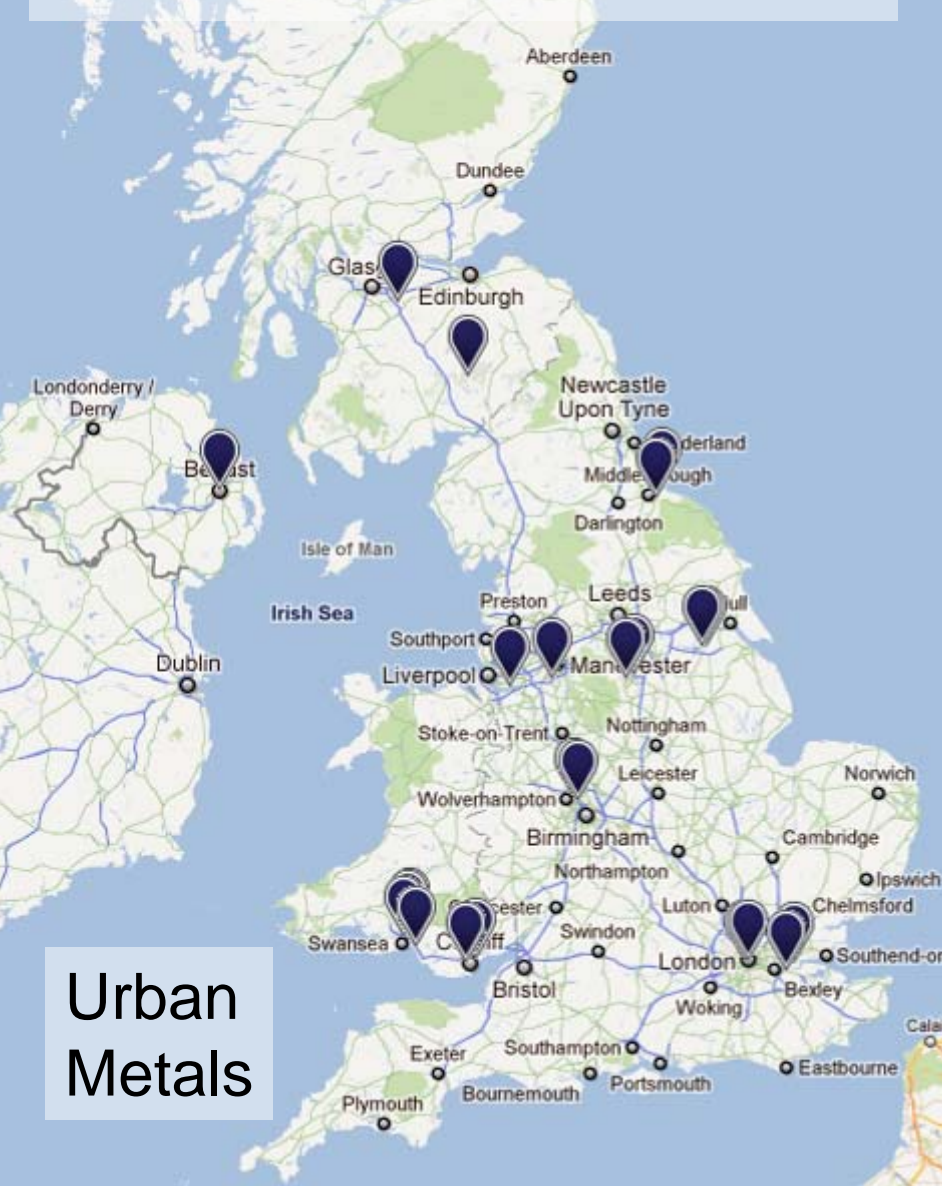 Aberdeen
Dundee
Edinburgh
Londonderry /
Derry
Newcastle
Upon Tyne
Darlington
Isle of Man
Irish Sea
Preston
Leeds
Southport
Liverpool
Dublin
Stoke-on-Trent
Nottingham
Leicester
Norwich
Wolverhampton
Birmingham
Cambridge
Northampton
Ipswich
Luton
Chelmsford
Swindon
Swansea
London
Bristol
Bexley
Woking
Urban
Metals
Exeter
Southampton
Portsmouth
Eastbourne
Bournemouth
Plymouth